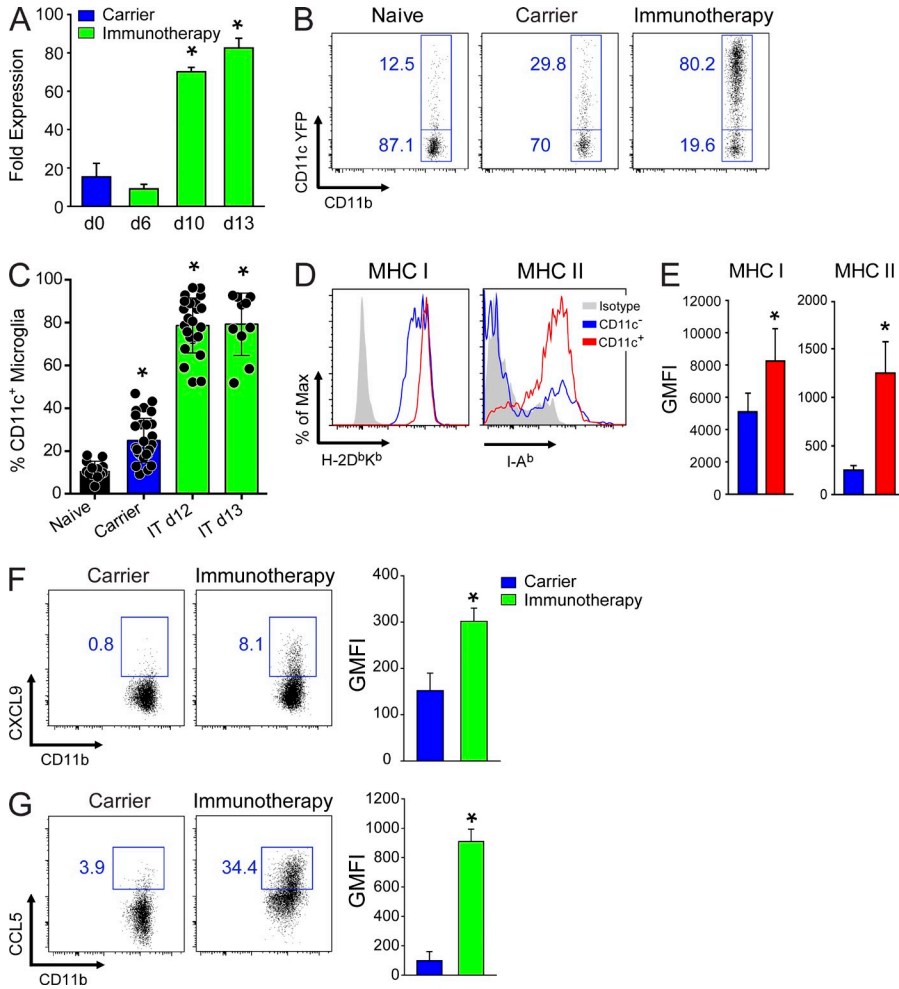 A
Carrier
Immunotherapy
Fold Expression
100
80
60
40
20
0
*
*
d0 d6 d10 d13
B
Naive Carrier Immunotherapy
12.5 29.8 80.2
87.1 70 19.6
CD11c YFP
CD11b
C
% CD11c+ Microglia
100
80
60
40
20
0
*
*
*
Naive Carrier IT d12 IT d13
D
MHC I MHC II
Isotype
CD11c-
CD11c+
% of Max
H-2DbKb I-Ab
E
MHC I MHC II
GMFI
12000
10000
8000
6000
4000
2000
0
*
2000
1500
1000
500
0
*
F
Carrier Immunotherapy
0.8 8.1
CXCL9
CD11b
GMFI
400
300
200
100
0
*
Carrier
Immunotherapy
G
Carrier Immunotherapy
3.9 34.4
CCL5
CD11b
GMFI
1200
1000
800
600
400
200
0
*